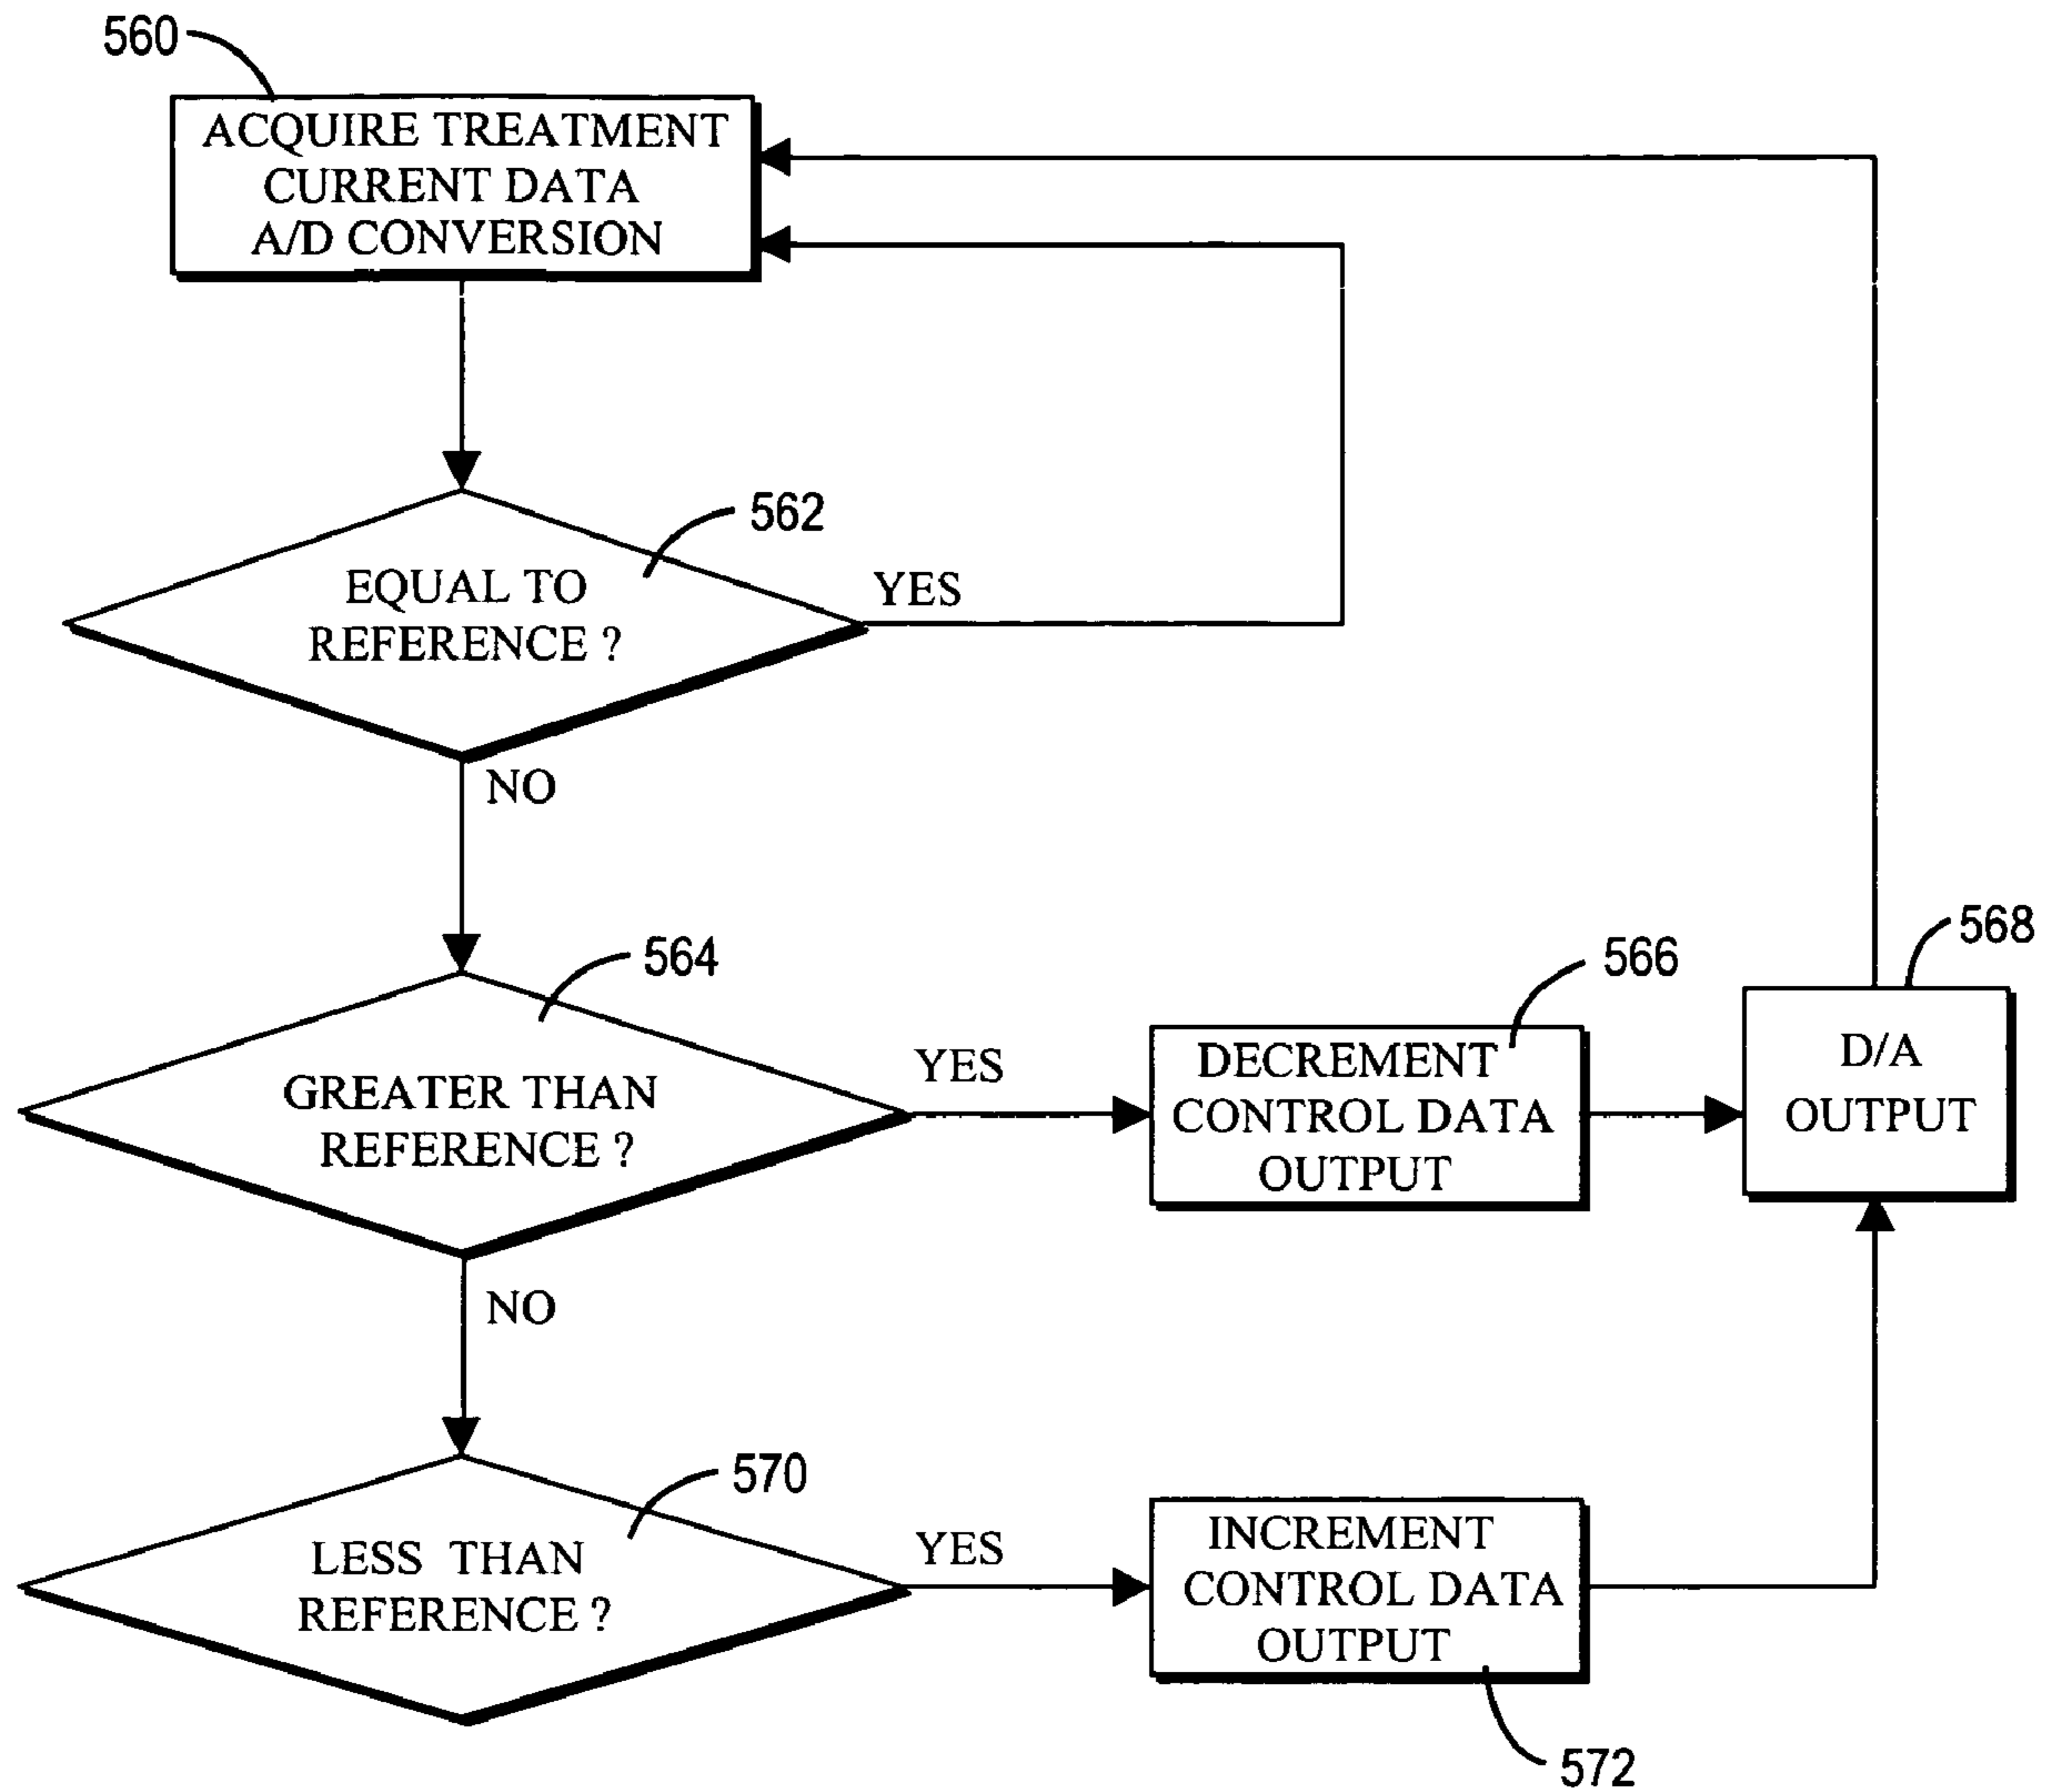 560
ACQUIRE TREATMENT
CURRENT DATA
A/D CONVERSION
562
EQUAL TO
REFERENCE ?
YES
NO
564
GREATER THAN
REFERENCE ?
YES
566
DECREMENT
CONTROL DATA
OUTPUT
568
D/A
OUTPUT
NO
570
LESS THAN
REFERENCE ?
YES
INCREMENT
CONTROL DATA
OUTPUT
572